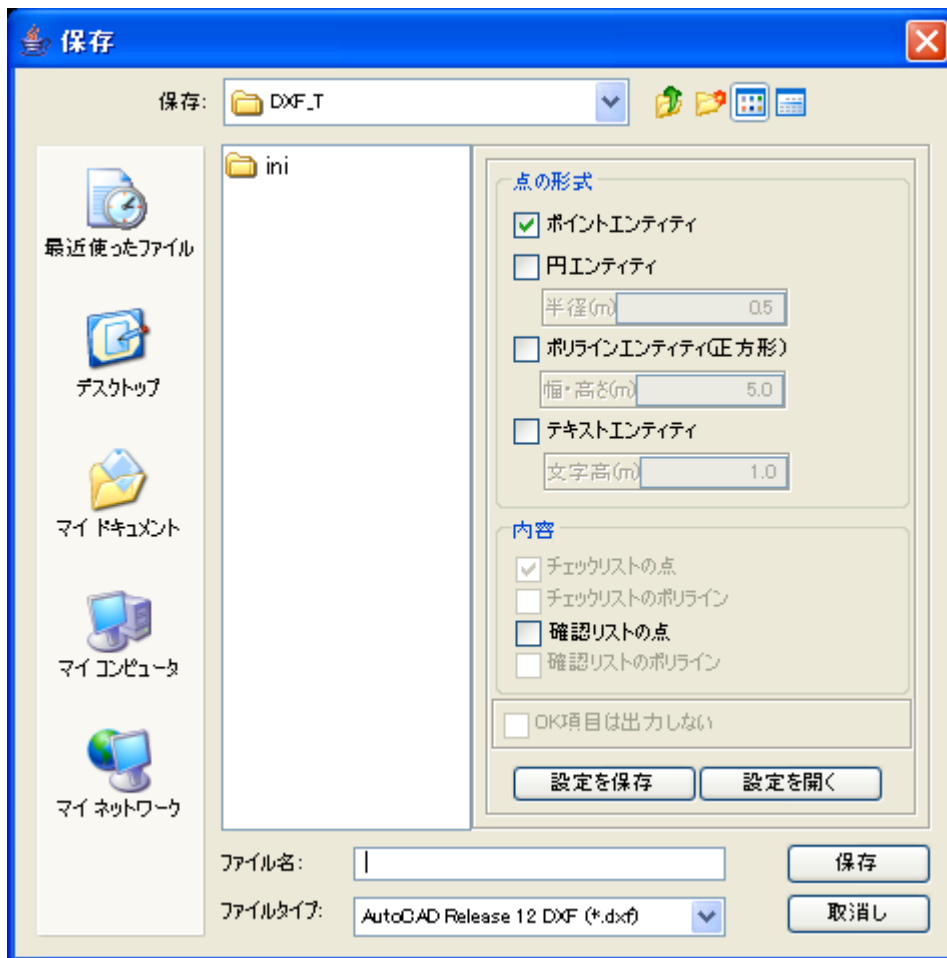 保存
保存:
DXF_T
最近使ったファイル
デスクトップ
マイ ドキュメント
マイ コンピュータ
マイ ネットワーク
ini
点の形式
ポイントエンティティ
円エンティティ
半径(m)
0.5
ポリラインエンティティ(正方形)
幅・高さ(m)
5.0
テキストエンティティ
文字高(m)
1.0
内容
チェックリストの点
チェックリストのポリライン
確認リストの点
確認リストのポリライン
OK項目は出力しない
設定を保存
設定を開く
ファイル名:
保存
ファイルタイプ:
AutoCAD Release 12 DXF (*.dxf)
取消し